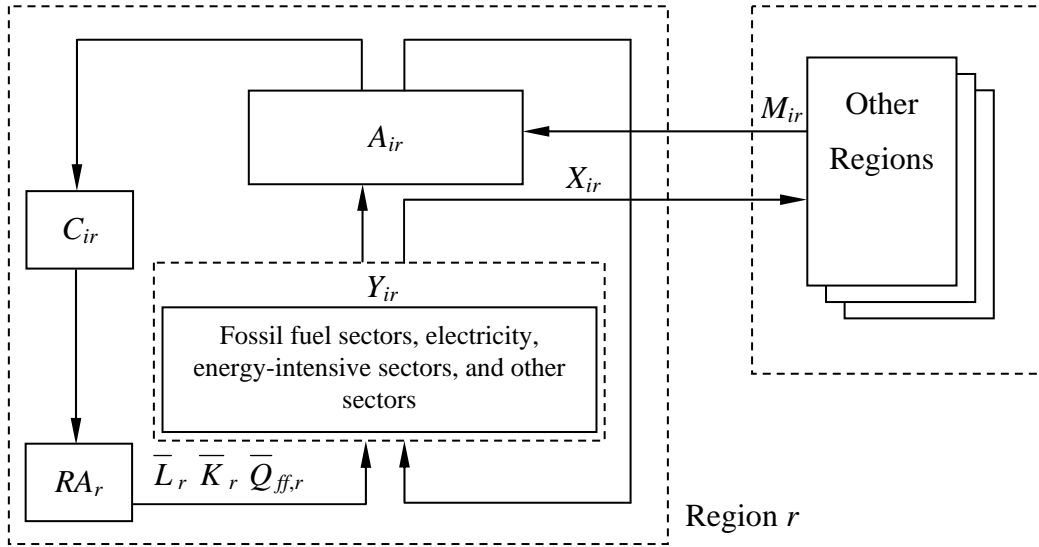 A_ir
M_ir
Other
Regions
X_ir
C_ir
Y_ir
Fossil fuel sectors, electricity,
energy-intensive sectors, and other
sectors
RA_r
L̅_r K̅_r Q̅_ff,r
Region r